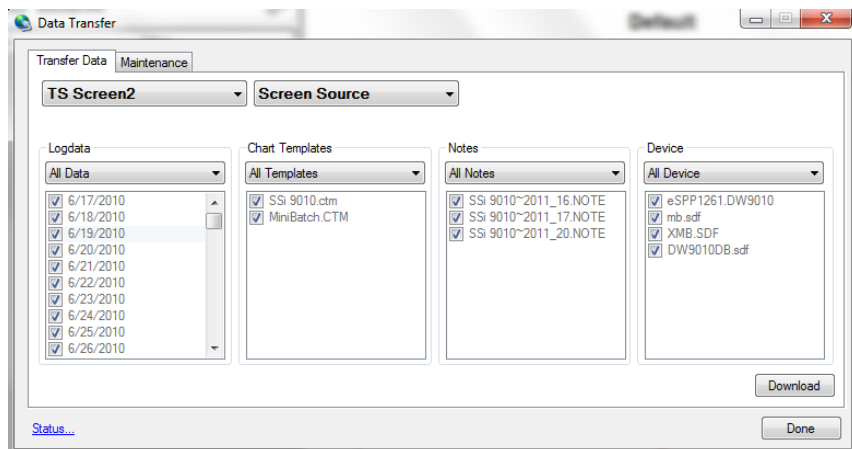 Data Transfer
Default
Transfer Data
Maintenance
TS Screen2
Screen Source
Logdata
Chart Templates
Notes
Device
All Data
All Templates
All Notes
All Device
6/17/2010
6/18/2010
6/19/2010
6/20/2010
6/21/2010
6/22/2010
6/23/2010
6/24/2010
6/25/2010
6/26/2010
SSi 9010.ctm
MiniBatch.CTM
SSi 9010~2011_16.NOTE
SSi 9010~2011_17.NOTE
SSi 9010~2011_20.NOTE
eSPP1261.DW9010
mb.sdf
XMB.SDF
DW9010DB.sdf
Download
Status...
Done